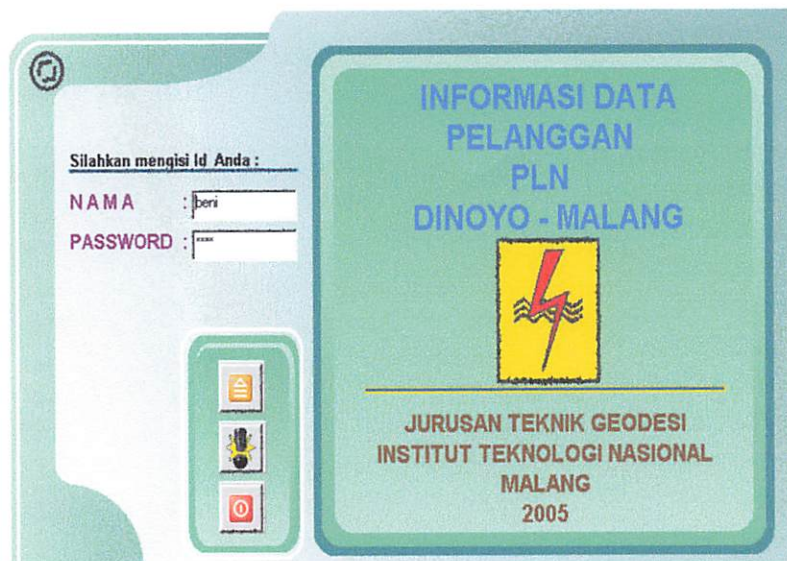 Silahkan mengisi Id Anda :
NAMA : beni
PASSWORD : ****
INFORMASI DATA
PELANGGAN
PLN
DINOYO - MALANG
JURUSAN TEKNIK GEODESI
INSTITUT TEKNOLOGI NASIONAL
MALANG
2005